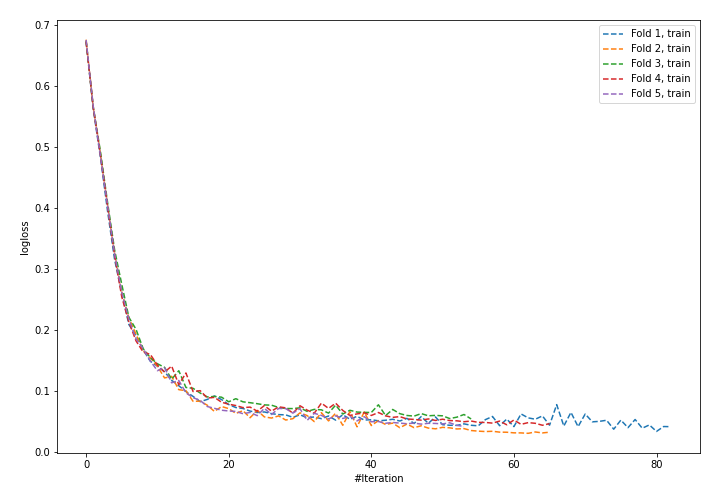 0.7
0.6
0.5
0.4
0.3
0.2
0.1
0.0
logloss
0 20 40 60 80
#Iteration
Fold 1, train
Fold 2, train
Fold 3, train
Fold 4, train
Fold 5, train